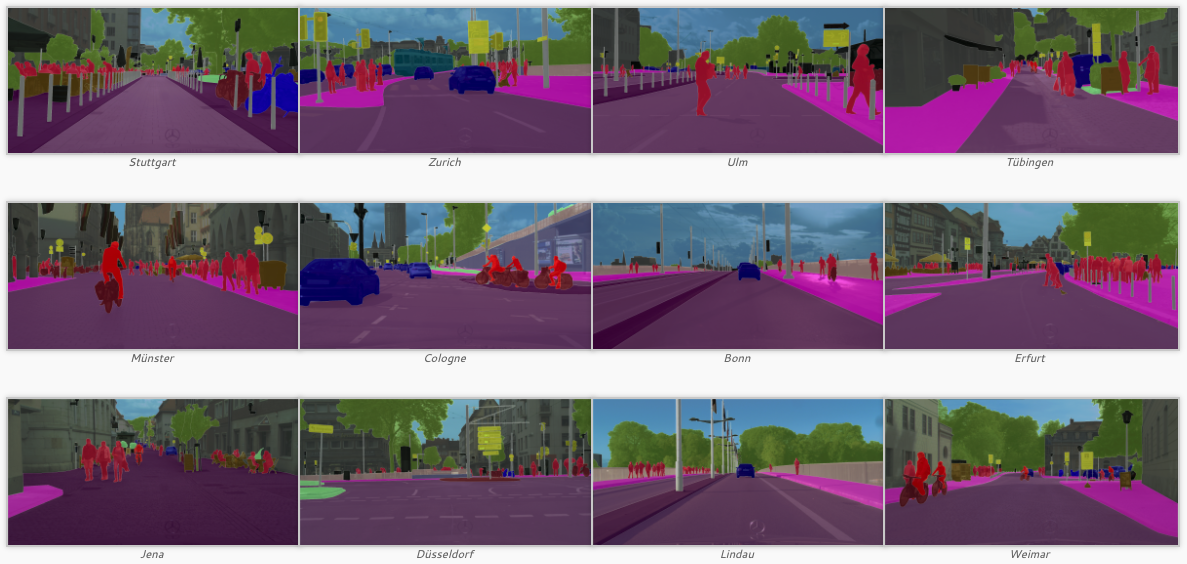 Stuttgart
Zurich
Ulm
Tübingen
Münster
Cologne
Bonn
Erfurt
Jena
Düsseldorf
Lindau
Weimar